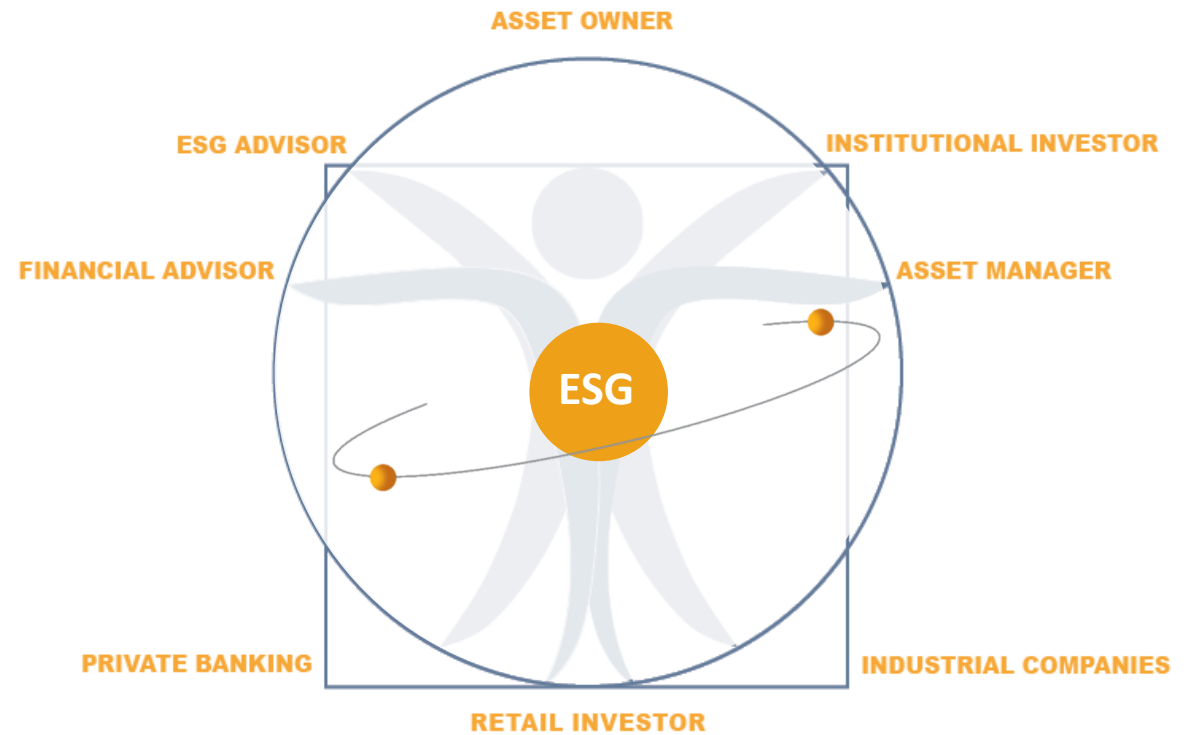 ASSET OWNER
ESG ADVISOR
INSTITUTIONAL INVESTOR
FINANCIAL ADVISOR
ASSET MANAGER
ESG
PRIVATE BANKING
INDUSTRIAL COMPANIES
RETAIL INVESTOR